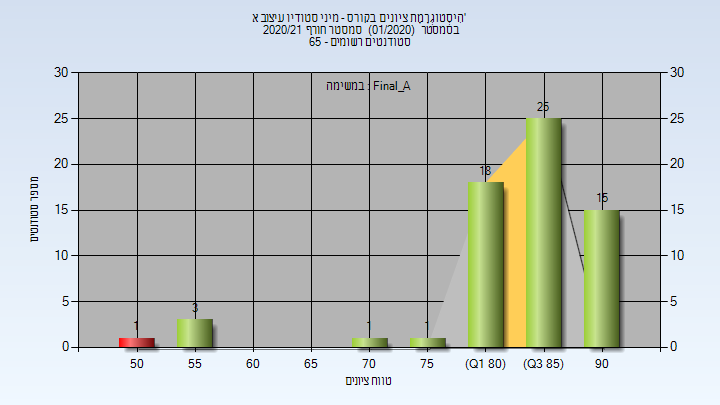 היסטוגרמת ציונים בקורס - מיני סטודיו עיצוב א'
בסמסטר (01/2020) סמסטר חורף 2020/21
סטודנטים רשומים - 65
במשימה : Final_A
מספר סטודנטים
30 30
25 25
20 20
15 15
10 10
5 5
0 0
1 3 1 1 18 25 15
50 55 60 65 70 75 (Q1 80) (Q3 85) 90
טווח ציונים